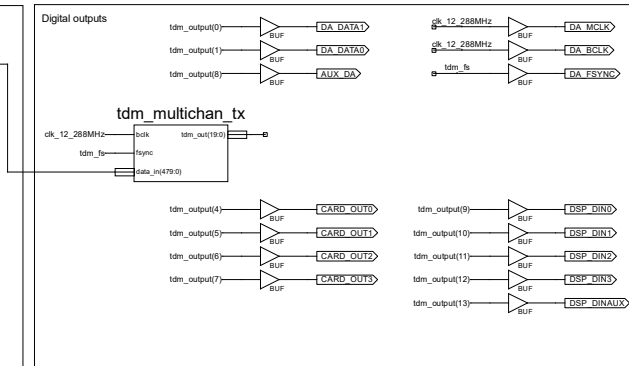 Digital outputs
tdm_output(0) BUF DA_DATA1
tdm_output(1) BUF DA_DATA0
tdm_output(8) BUF AUX_DA
clk_12_288MHz BUF DA_MCLK
clk_12_288MHz BUF DA_BCLK
tdm_fs BUF DA_FSYNC
tdm_multichan_tx
clk_12_288MHz bclk tdm_out(19:0)
tdm_fs fsync
data_in(479:0)
tdm_output(4) BUF CARD_OUT0
tdm_output(5) BUF CARD_OUT1
tdm_output(6) BUF CARD_OUT2
tdm_output(7) BUF CARD_OUT3
tdm_output(9) BUF DSP_DIN0
tdm_output(10) BUF DSP_DIN1
tdm_output(11) BUF DSP_DIN2
tdm_output(12) BUF DSP_DIN3
tdm_output(13) BUF DSP_DINAUX